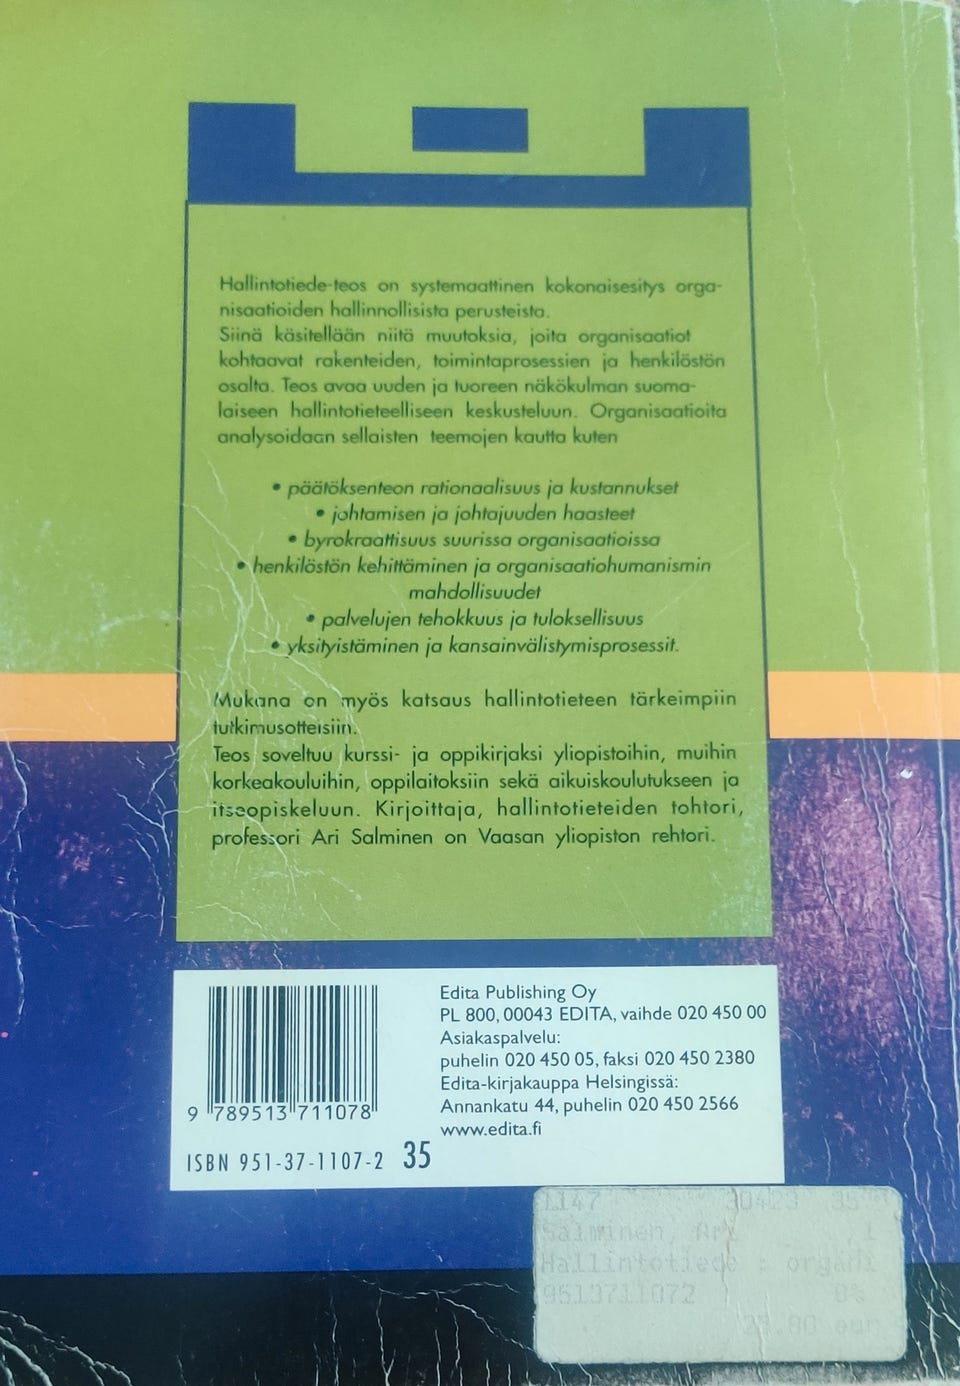 Hallintotiede-teos on systemaattinen kokonaisesitys orga-
nisaatioiden hallinnollisista perusteista.
Siinä käsitellään niitä muutoksia, joita organisaatiot
kohtaavat rakenteiden, toimintaprosessien ja henkilöstön
osalta. Teos avaa uuden ja tuoreen näkökulman suoma-
laiseen hallintotieteelliseen keskusteluun. Organisaatioita
analysoidaan sellaisten teemojen kautta kuten
• päätöksenteon rationaalisuus ja kustannukset
• johtamisen ja johtajuuden haasteet
• byrokraattisuus suurissa organisaatioissa
• henkilöstön kehittäminen ja organisaatiohumanismin
mahdollisuudet
• palvelujen tehokkuus ja tuloksellisuus
• yksityistäminen ja kansainvälistymisprosessit.
Mukana on myös katsaus hallintotieteen tärkeimpiin
tutkimusotteisiin.
Teos soveltuu kurssi- ja oppikirjaksi yliopistoihin, muihin
korkeakouluihin, oppilaitoksiin sekä aikuiskoulutukseen ja
itseopiskeluun. Kirjoittaja, hallintotieteiden tohtori,
professori Ari Salminen on Vaasan yliopiston rehtori.
9 789513 711078
ISBN 951-37-1107-2 35
Edita Publishing Oy
PL 800, 00043 EDITA, vaihde 020 450 00
Asiakaspalvelu:
puhelin 020 450 05, faksi 020 450 2380
Edita-kirjakauppa Helsingissä:
Annankatu 44, puhelin 020 450 2566
www.edita.fi
1147 30423 35
Salminen, Ari 1
Hallintotiede : organi
9513711072 8%
eur